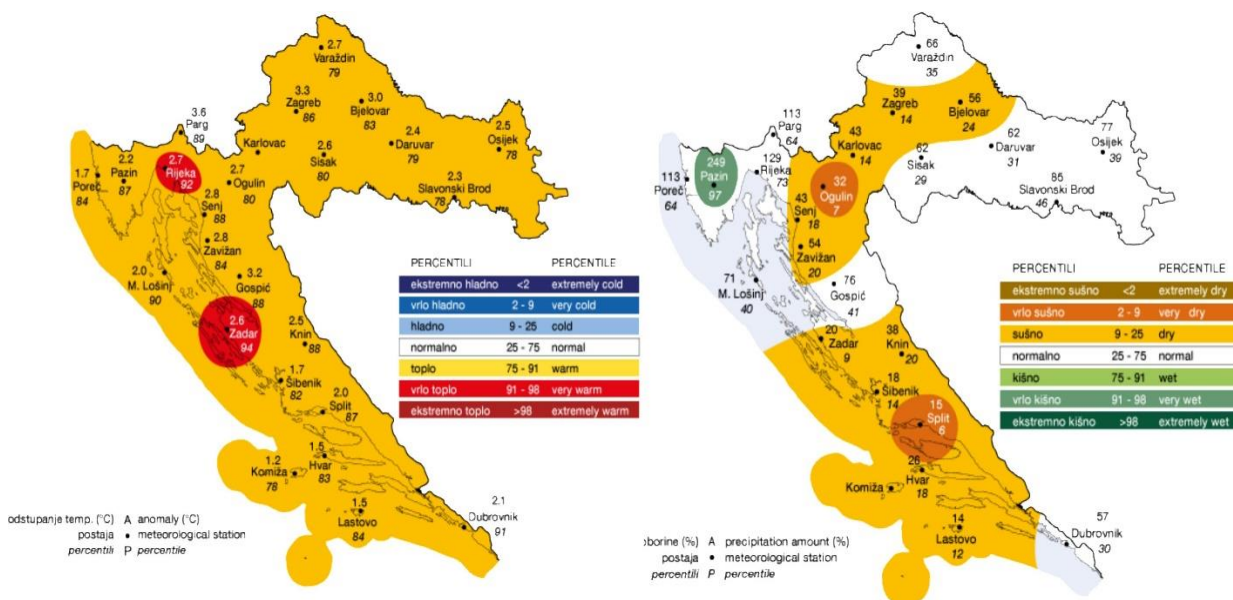 2.7
Varaždin
79
3.3
Zagreb
86
3.0
Bjelovar
83
3.6
Parg
89
Karlovac
2.4
Daruvar
79
2.5
Osijek
78
2.6
Sisak
80
2.7
Rijeka
92
2.2
Pazin
87
1.7
Poreč
84
2.7
Ogulin
80
2.3
Slavonski Brod
78
2.8
Senj
88
2.8
Zavižan
84
2.0
M. Lošinj
90
3.2
Gospić
88
2.6
Zadar
94
2.5
Knin
88
1.7
Šibenik
82
2.0
Split
87
1.5
Hvar
83
1.2
Komiža
78
1.5
Lastovo
84
2.1
Dubrovnik
91
PERCENTILI PERCENTILE
ekstremno hladno <2 extremely cold
vrlo hladno 2 - 9 very cold
hladno 9 - 25 cold
normalno 25 - 75 normal
toplo 75 - 91 warm
vrlo toplo 91 - 98 very warm
ekstremno toplo >98 extremely warm
odstupanje temp. (°C) A anomaly (°C)
postaja • meteorological station
percentili P percentile
66
Varaždin
35
39
Zagreb
14
56
Bjelovar
24
113
Parg
64
43
Karlovac
14
62
Daruvar
31
77
Osijek
39
62
Sisak
29
129
Rijeka
73
249
Pazin
97
113
Poreč
64
32
Ogulin
7
85
Slavonski Brod
46
43
Senj
18
54
Zavižan
20
71
M. Lošinj
40
76
Gospić
41
20
Zadar
9
38
Knin
20
18
Šibenik
14
15
Split
6
26
Hvar
18
Komiža
14
Lastovo
12
57
Dubrovnik
30
PERCENTILI PERCENTILE
ekstremno sušno <2 extremely dry
vrlo sušno 2 - 9 very dry
sušno 9 - 25 dry
normalno 25 - 75 normal
kišno 75 - 91 wet
vrlo kišno 91 - 98 very wet
ekstremno kišno >98 extremely wet
oborine (%) A precipitation amount (%)
postaja • meteorological station
percentili P percentile